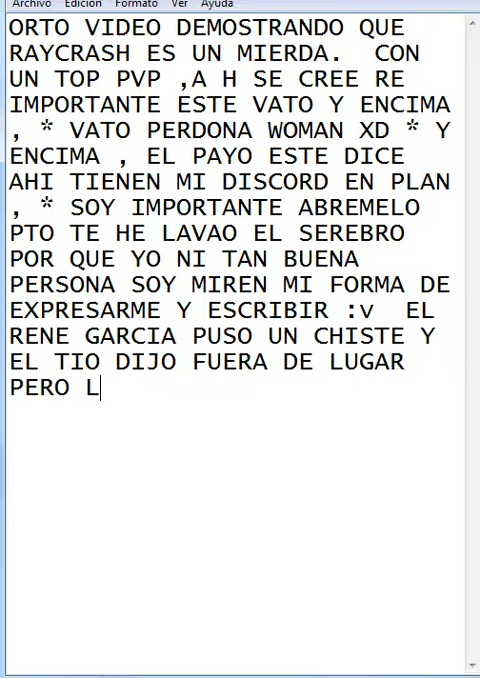 Archivo Edicion Formato Ver Ayuda
ORTO VIDEO DEMOSTRANDO QUE
RAYCRASH ES UN MIERDA.  CON
UN TOP PVP ,A H SE CREE RE
IMPORTANTE ESTE VATO Y ENCIMA
, * VATO PERDONA WOMAN XD * Y
ENCIMA , EL PAYO ESTE DICE
AHI TIENEN MI DISCORD EN PLAN
, * SOY IMPORTANTE ABREMELO
PTO TE HE LAVAO EL SEREBRO
POR QUE YO NI TAN BUENA
PERSONA SOY MIREN MI FORMA DE
EXPRESARME Y ESCRIBIR :v  EL
RENE GARCIA PUSO UN CHISTE Y
EL TIO DIJO FUERA DE LUGAR
PERO L